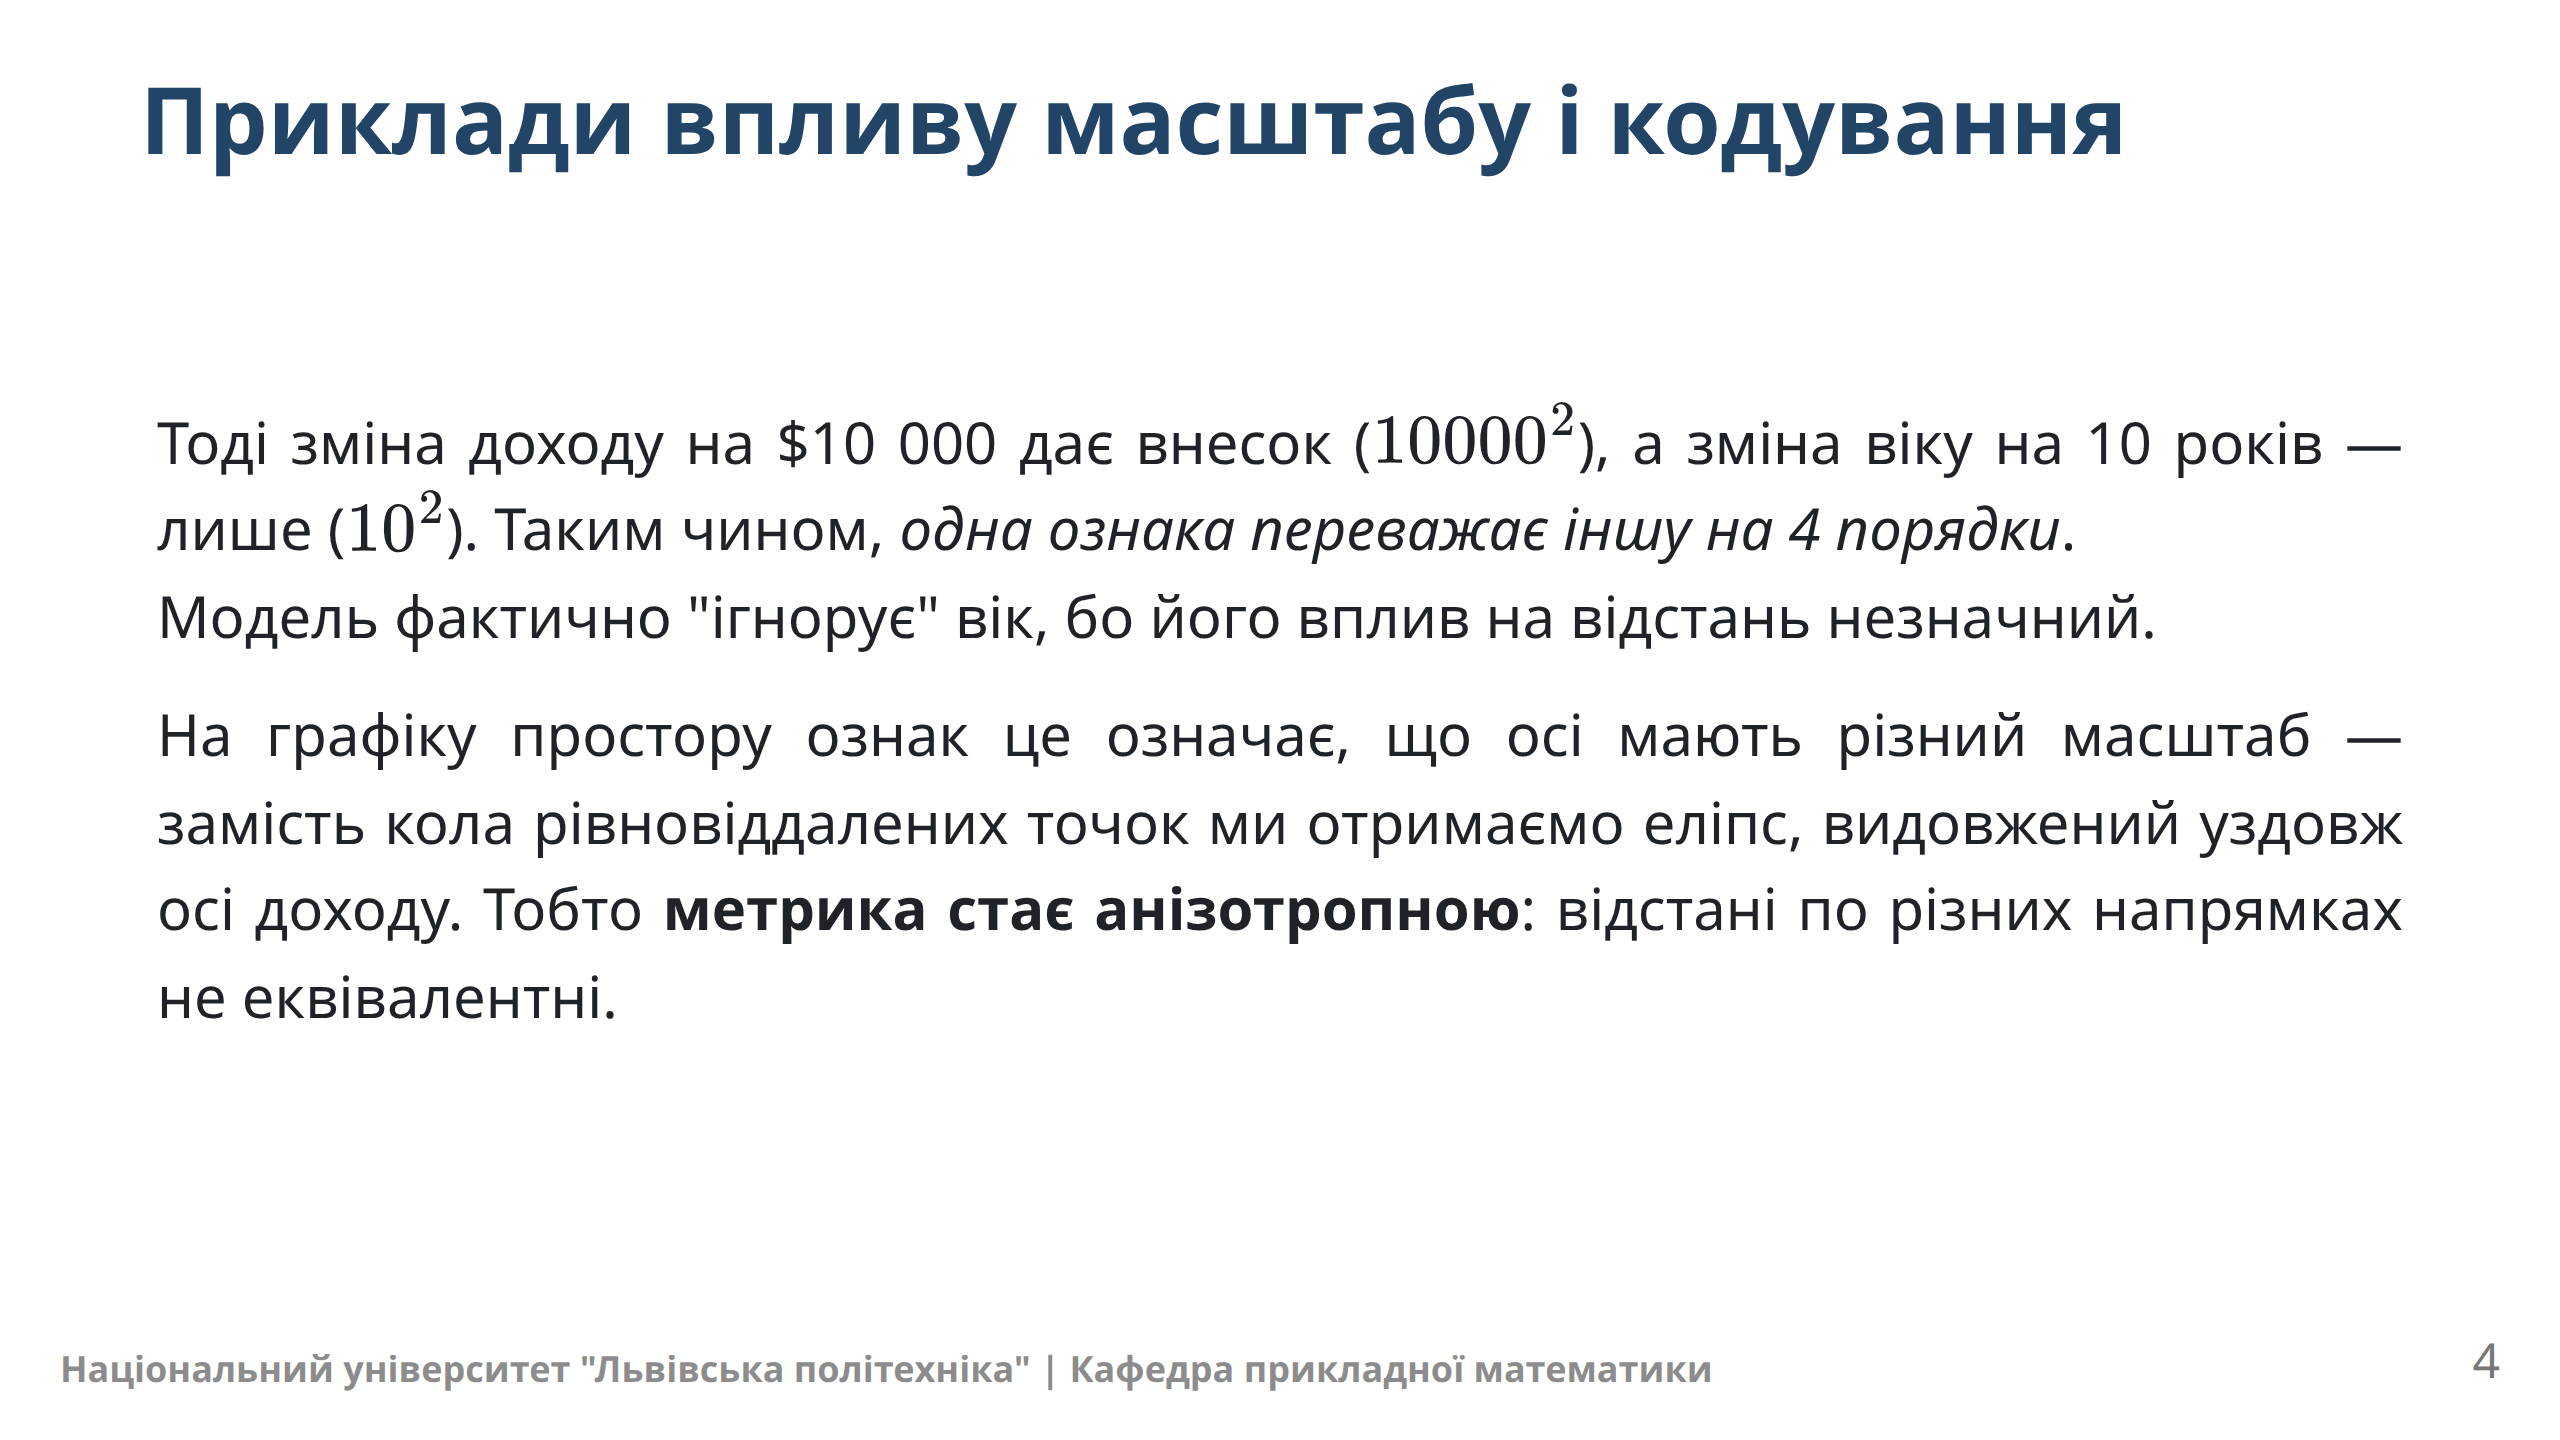 Приклади впливу масштабу і кодування
Тоді зміна доходу на $10 000 дає внесок (10000²), а зміна віку на 10 років —
лише (10²). Таким чином, одна ознака переважає іншу на 4 порядки.
Модель фактично "ігнорує" вік, бо його вплив на відстань незначний.
На графіку простору ознак це означає, що осі мають різний масштаб —
замість кола рівновіддалених точок ми отримаємо еліпс, видовжений уздовж
осі доходу. Тобто метрика стає анізотропною: відстані по різних напрямках
не еквівалентні.
Національний університет "Львівська політехніка" | Кафедра прикладної математики
4